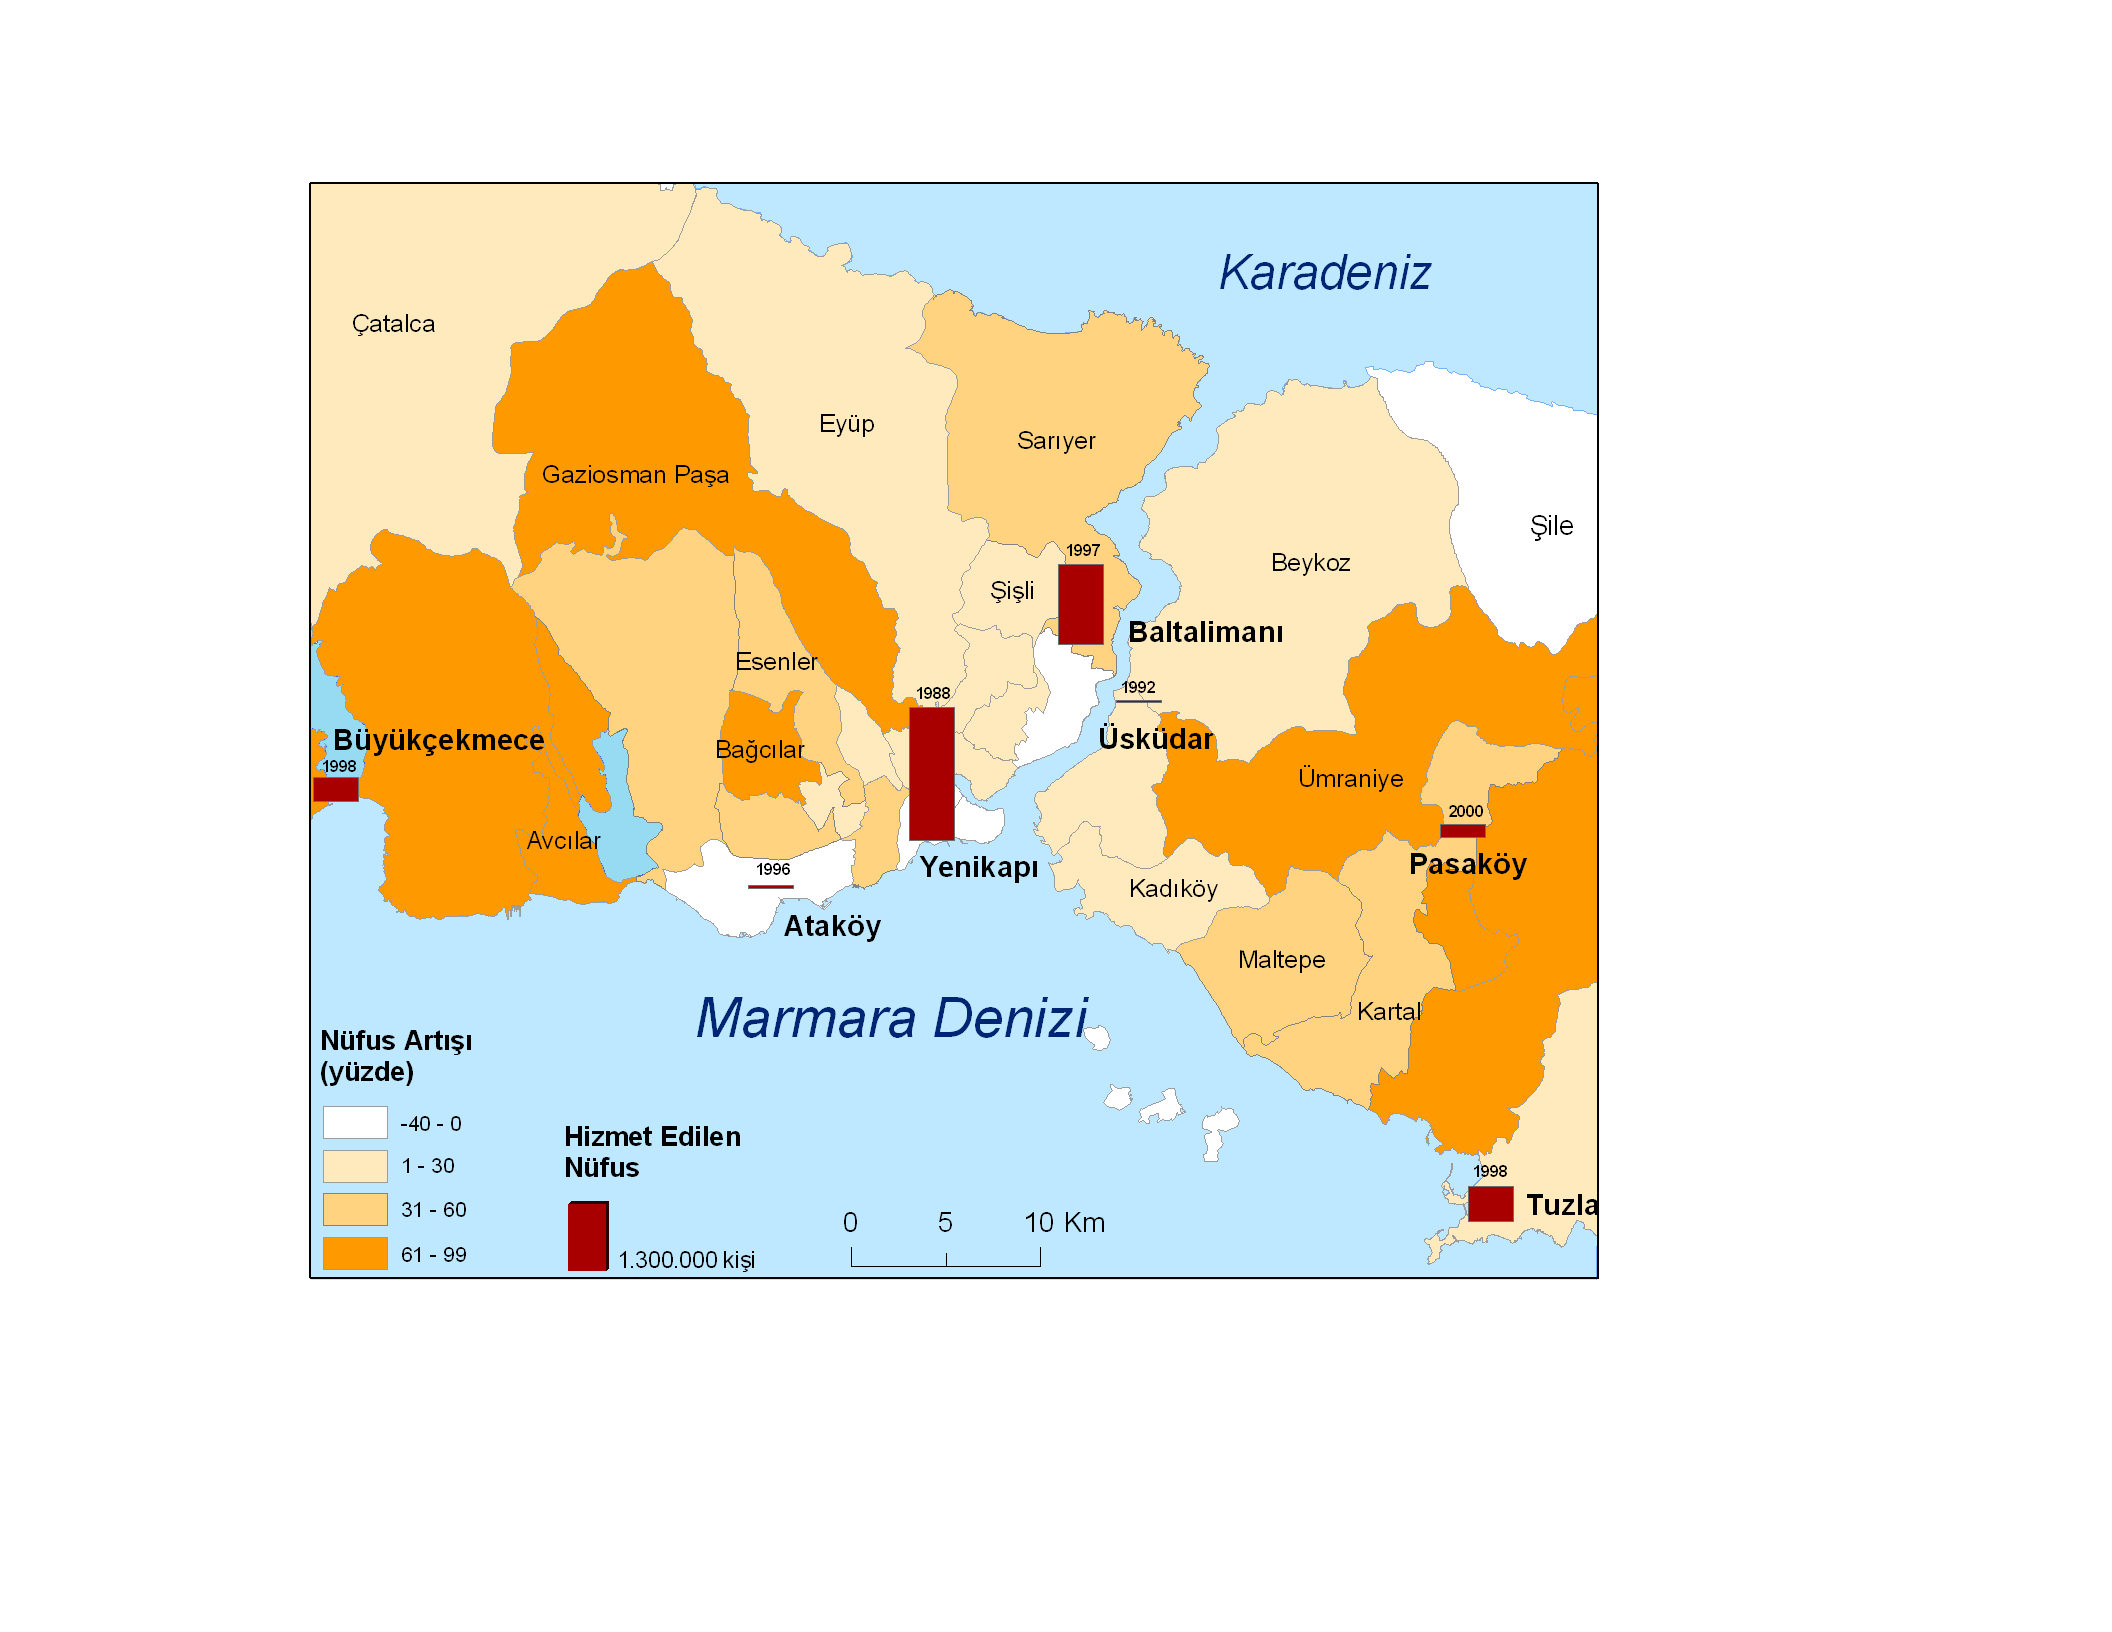 Karadeniz
Çatalca
Eyüp
Sarıyer
Gaziosman Paşa
Şile
1997
Beykoz
Şişli
Baltalimanı
Esenler
1988
1992
Büyükçekmece
Bağcılar
Üsküdar
1998
Ümraniye
2000
Avcılar
Yenikapı
Pasaköy
1996
Kadıköy
Ataköy
Maltepe
Marmara Denizi
Kartal
Nüfus Artışı
(yüzde)
-40 - 0
1 - 30
31 - 60
61 - 99
Hizmet Edilen
Nüfus
1.300.000 kişi
0 5 10 Km
1998
Tuzla